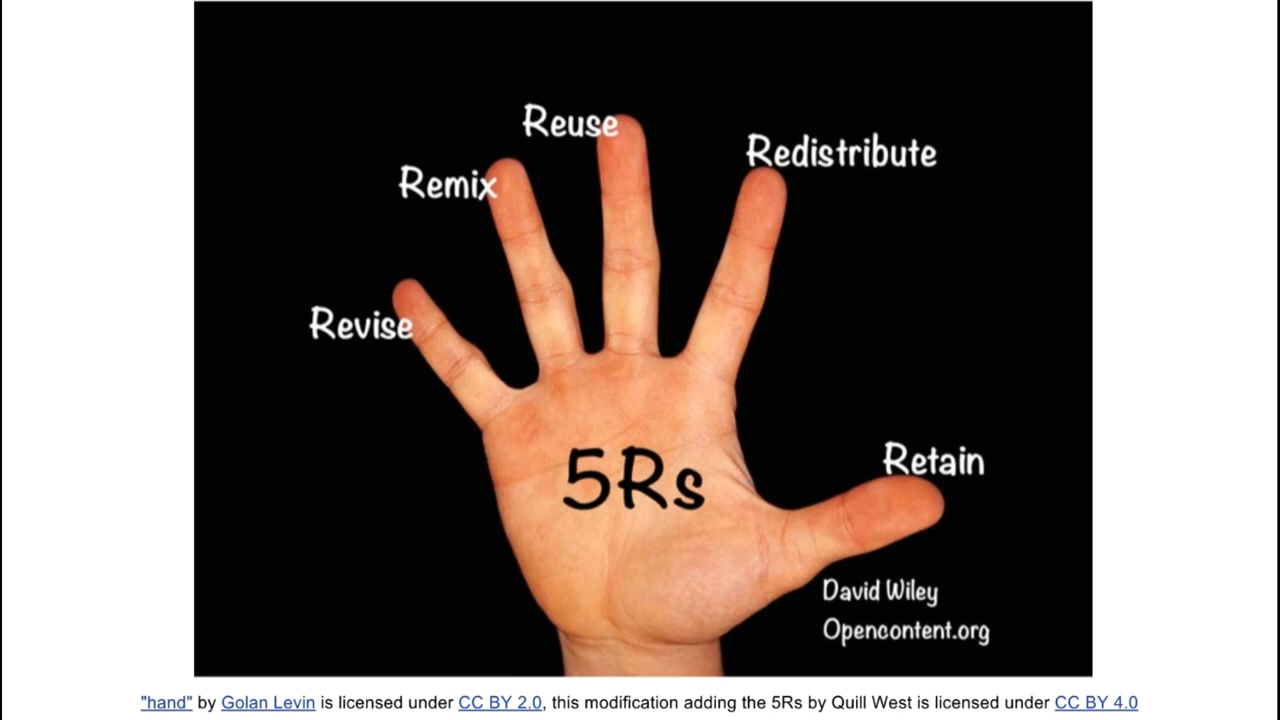 Reuse
Redistribute
Remix
Revise
Retain
5Rs
David Wiley
Opencontent.org
"hand" by Golan Levin is licensed under CC BY 2.0, this modification adding the 5Rs by Quill West is licensed under CC BY 4.0